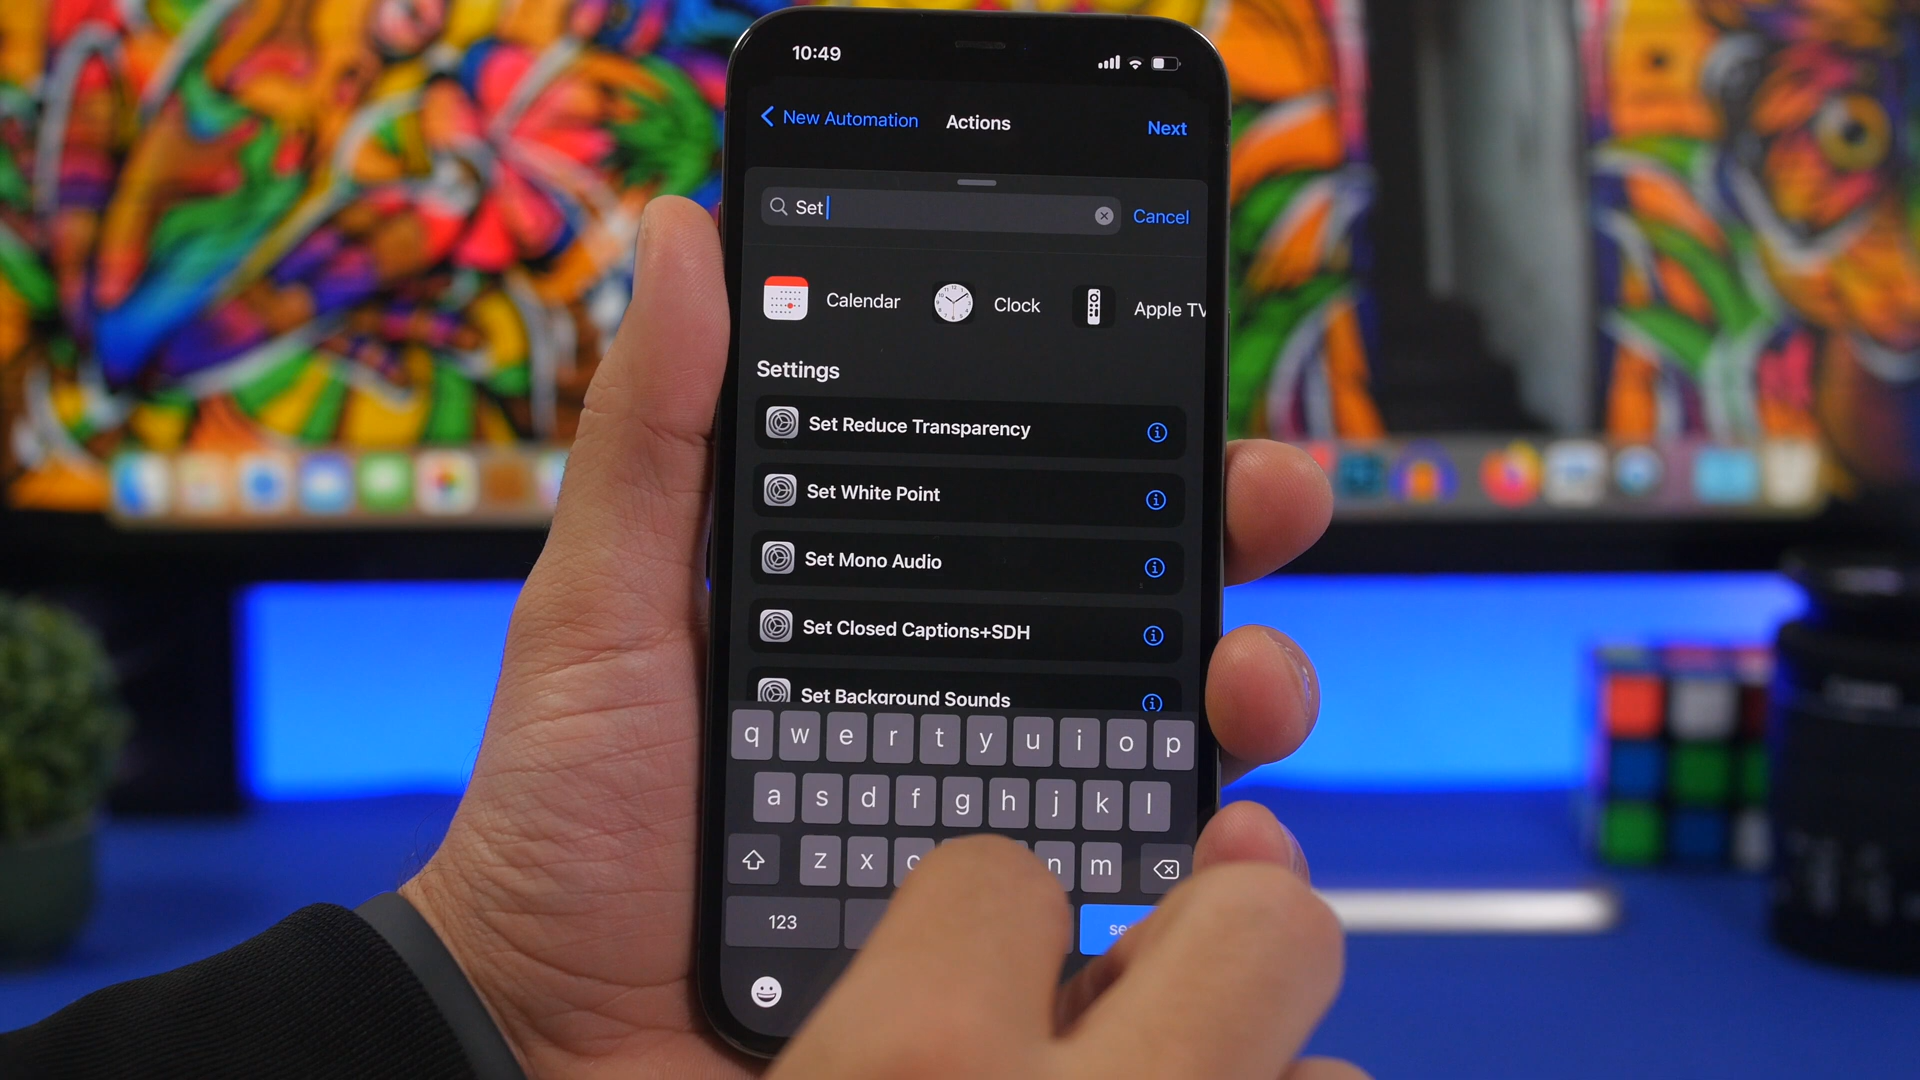 10:49
New Automation Actions Next
Set Cancel
Calendar Clock Apple TV
Settings
Set Reduce Transparency
Set White Point
Set Mono Audio
Set Closed Captions+SDH
Set Background Sounds
q w e r t y u i o p
a s d f g h j k l
z x c n m
123